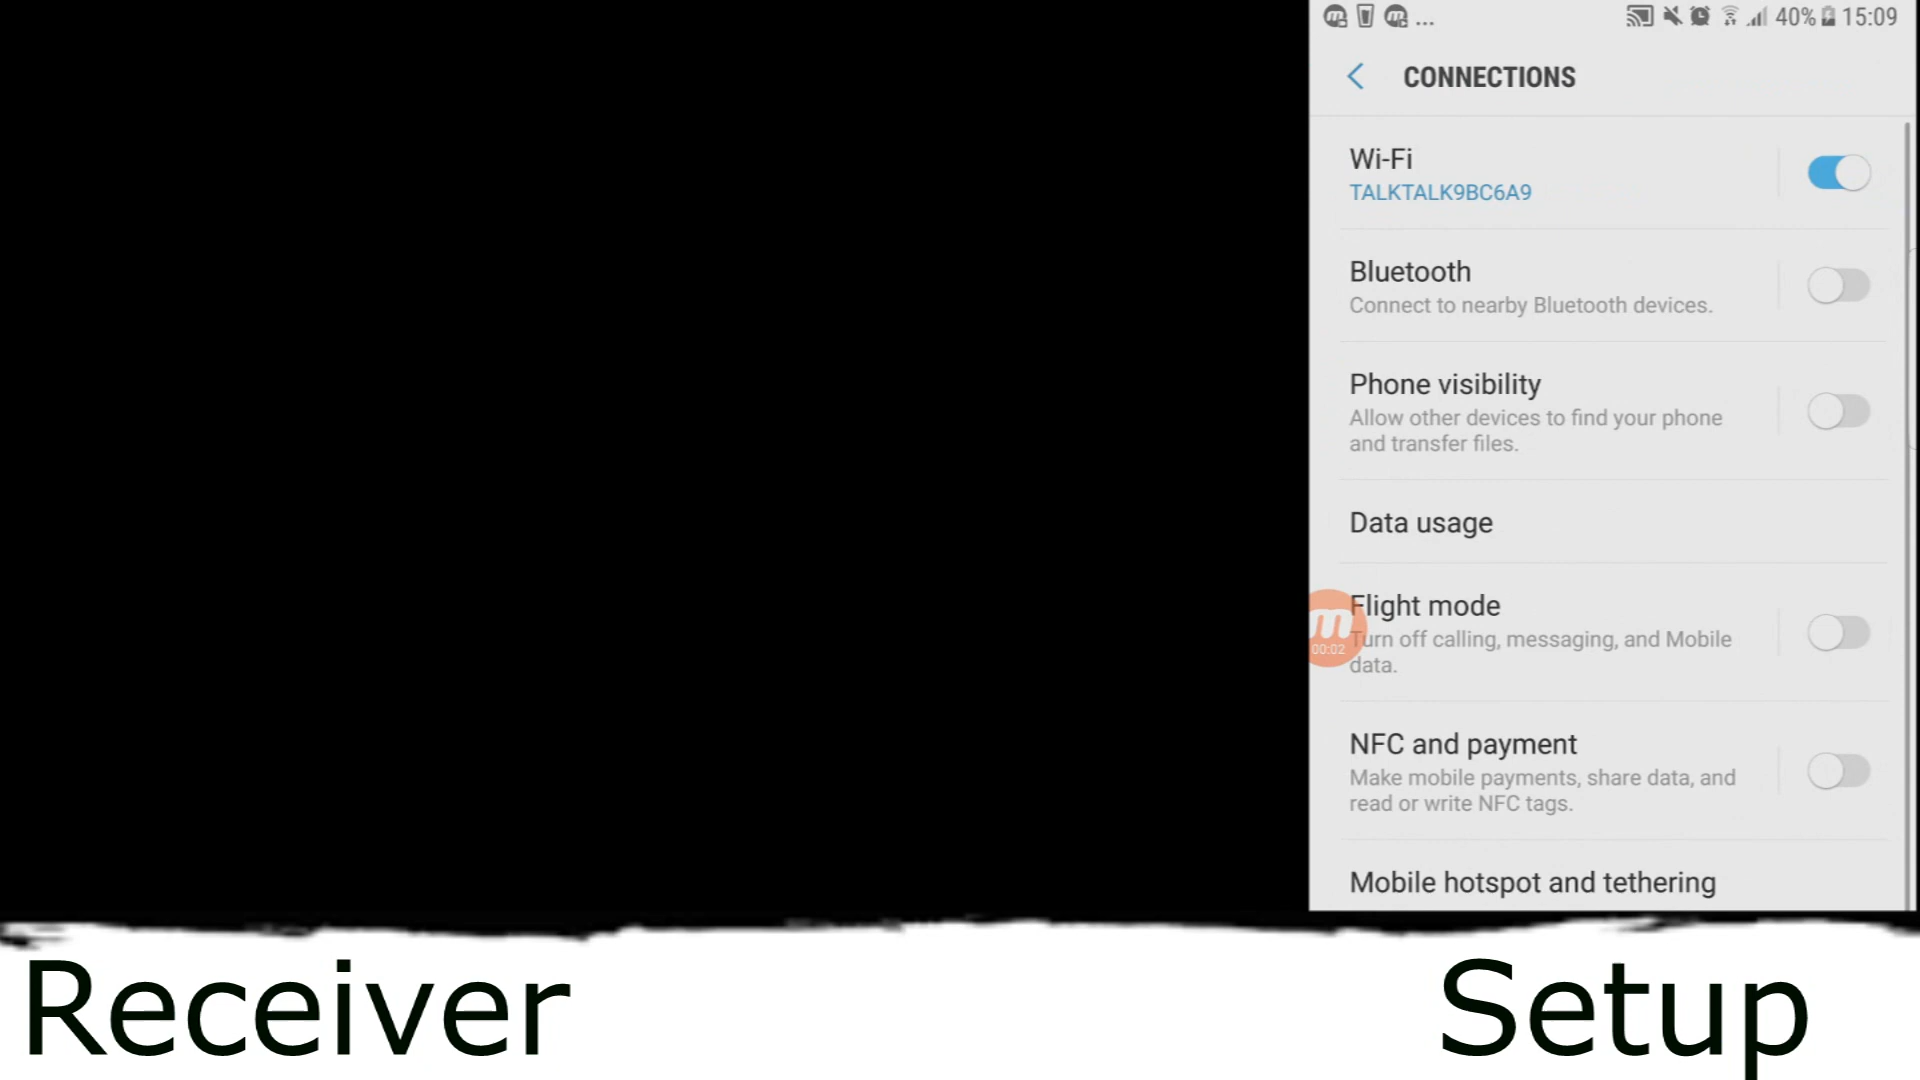 ... 40% 15:09
CONNECTIONS
Wi-Fi
TALKTALK9BC6A9
Bluetooth
Connect to nearby Bluetooth devices.
Phone visibility
Allow other devices to find your phone
and transfer files.
Data usage
Flight mode
Turn off calling, messaging, and Mobile
data.
m
00:02
NFC and payment
Make mobile payments, share data, and
read or write NFC tags.
Mobile hotspot and tethering
Receiver Setup